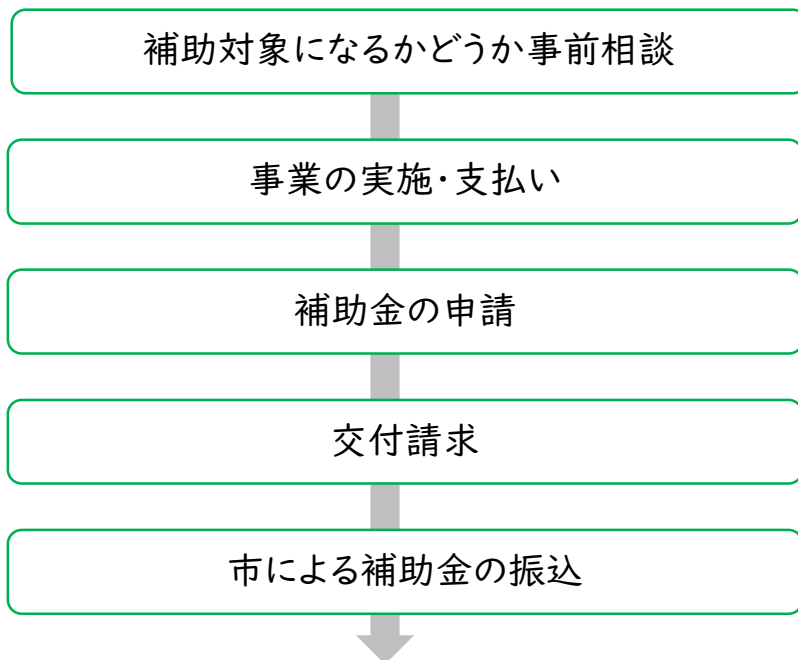 補助対象になるかどうか事前相談
事業の実施・支払い
補助金の申請
交付請求
市による補助金の振込